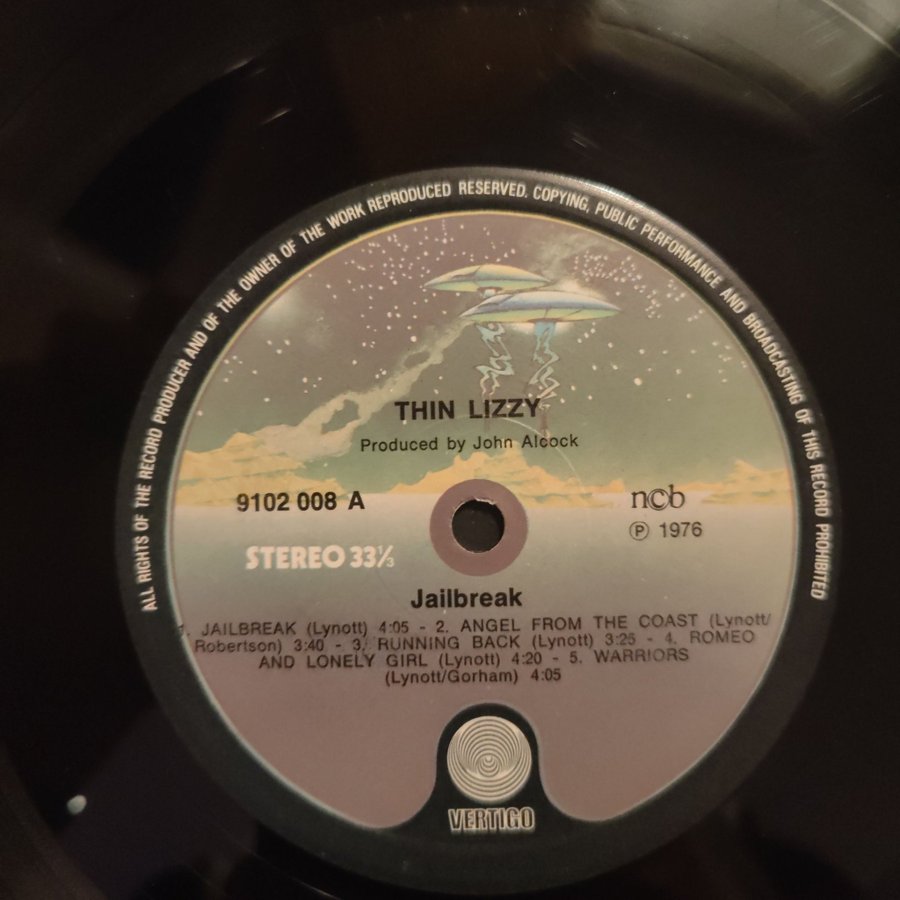 ALL RIGHTS OF THE RECORD PRODUCER AND OF THE OWNER OF THE WORK REPRODUCED RESERVED. COPYING, PUBLIC PERFORMANCE AND BROADCASTING OF THIS RECORD PROHIBITED
THIN LIZZY
Produced by John Alcock
9102 008 A
ncb
Ⓟ 1976
STEREO 33⅓
Jailbreak
1. JAILBREAK (Lynott) 4:05 - 2. ANGEL FROM THE COAST (Lynott/
Robertson) 3:40 - 3. RUNNING BACK (Lynott) 3:25 - 4. ROMEO
AND LONELY GIRL (Lynott) 4:20 - 5. WARRIORS
(Lynott/Gorham) 4:05
VERTIGO